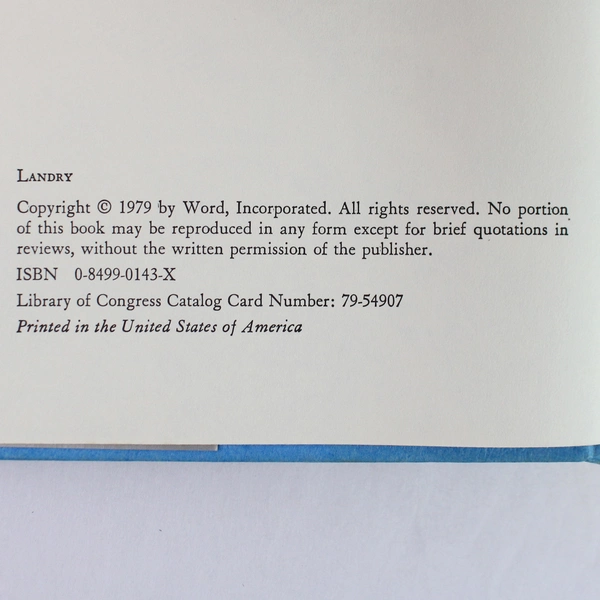 Landry
Copyright © 1979 by Word, Incorporated. All rights reserved. No portion
of this book may be reproduced in any form except for brief quotations in
reviews, without the written permission of the publisher.
ISBN 0-8499-0143-X
Library of Congress Catalog Card Number: 79-54907
Printed in the United States of America